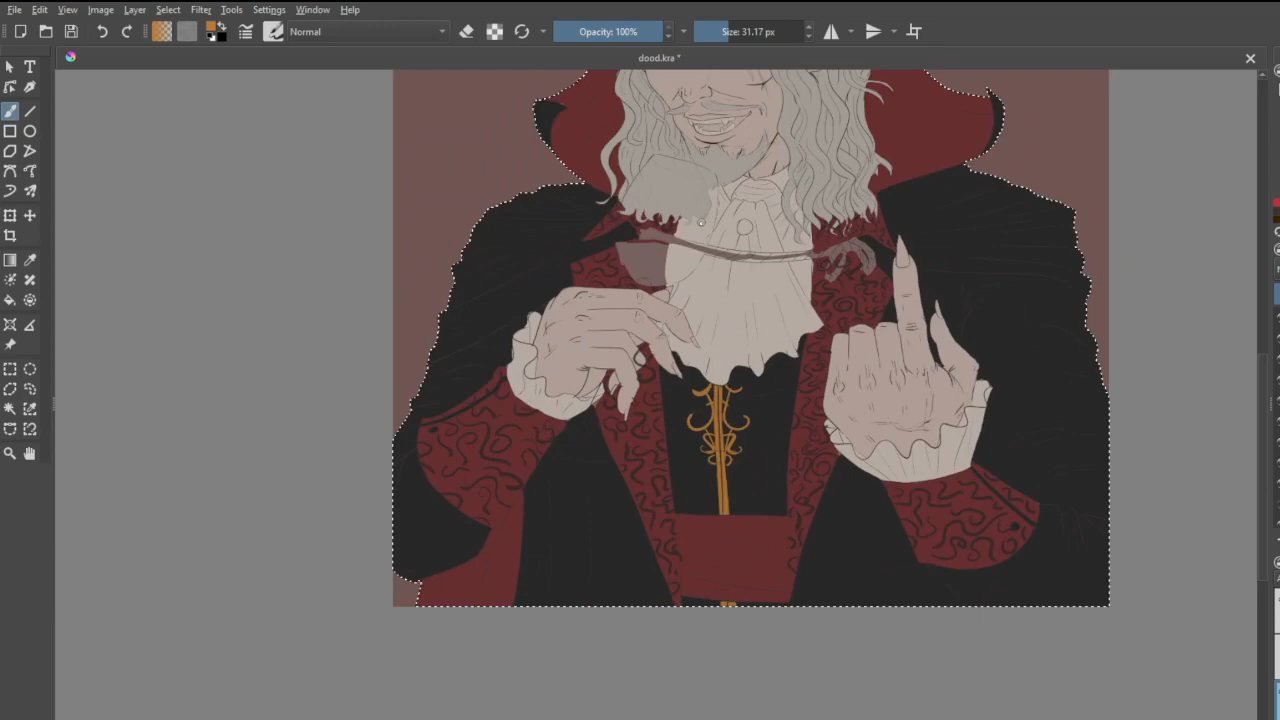 File Edit View Image Layer Select Filter Tools Settings Window Help
Normal Opacity: 100% Size: 31.17 px
dood.kra *